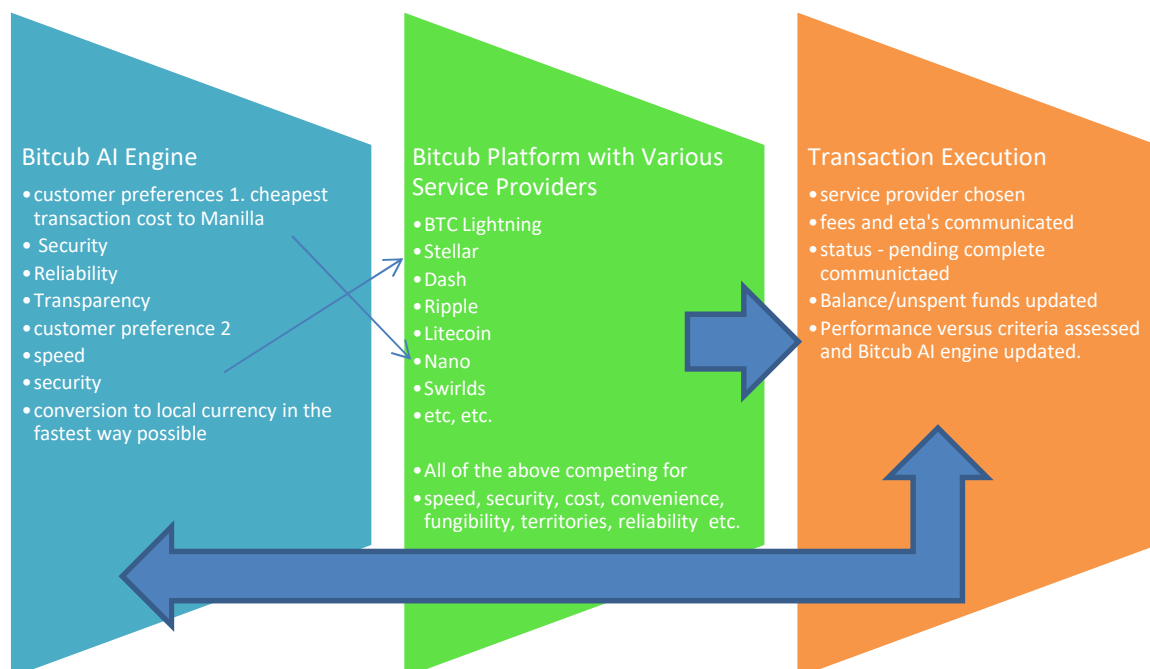 Bitcub AI Engine
•customer preferences 1. cheapest
transaction cost to Manilla
• Security
•Reliability
•Transparency
•customer preference 2
•speed
•security
•conversion to local currency in the
fastest way possible
Bitcub Platform with Various
Service Providers
•BTC Lightning
•Stellar
•Dash
•Ripple
•Litecoin
•Nano
•Swirlds
•etc, etc.
•All of the above competing for
•speed, security, cost, convenience,
fungibility, territories, reliability etc.
Transaction Execution
•service provider chosen
•fees and eta's communicated
•status - pending complete
communictaed
•Balance/unspent funds updated
•Performance versus criteria assessed
and Bitcub AI engine updated.